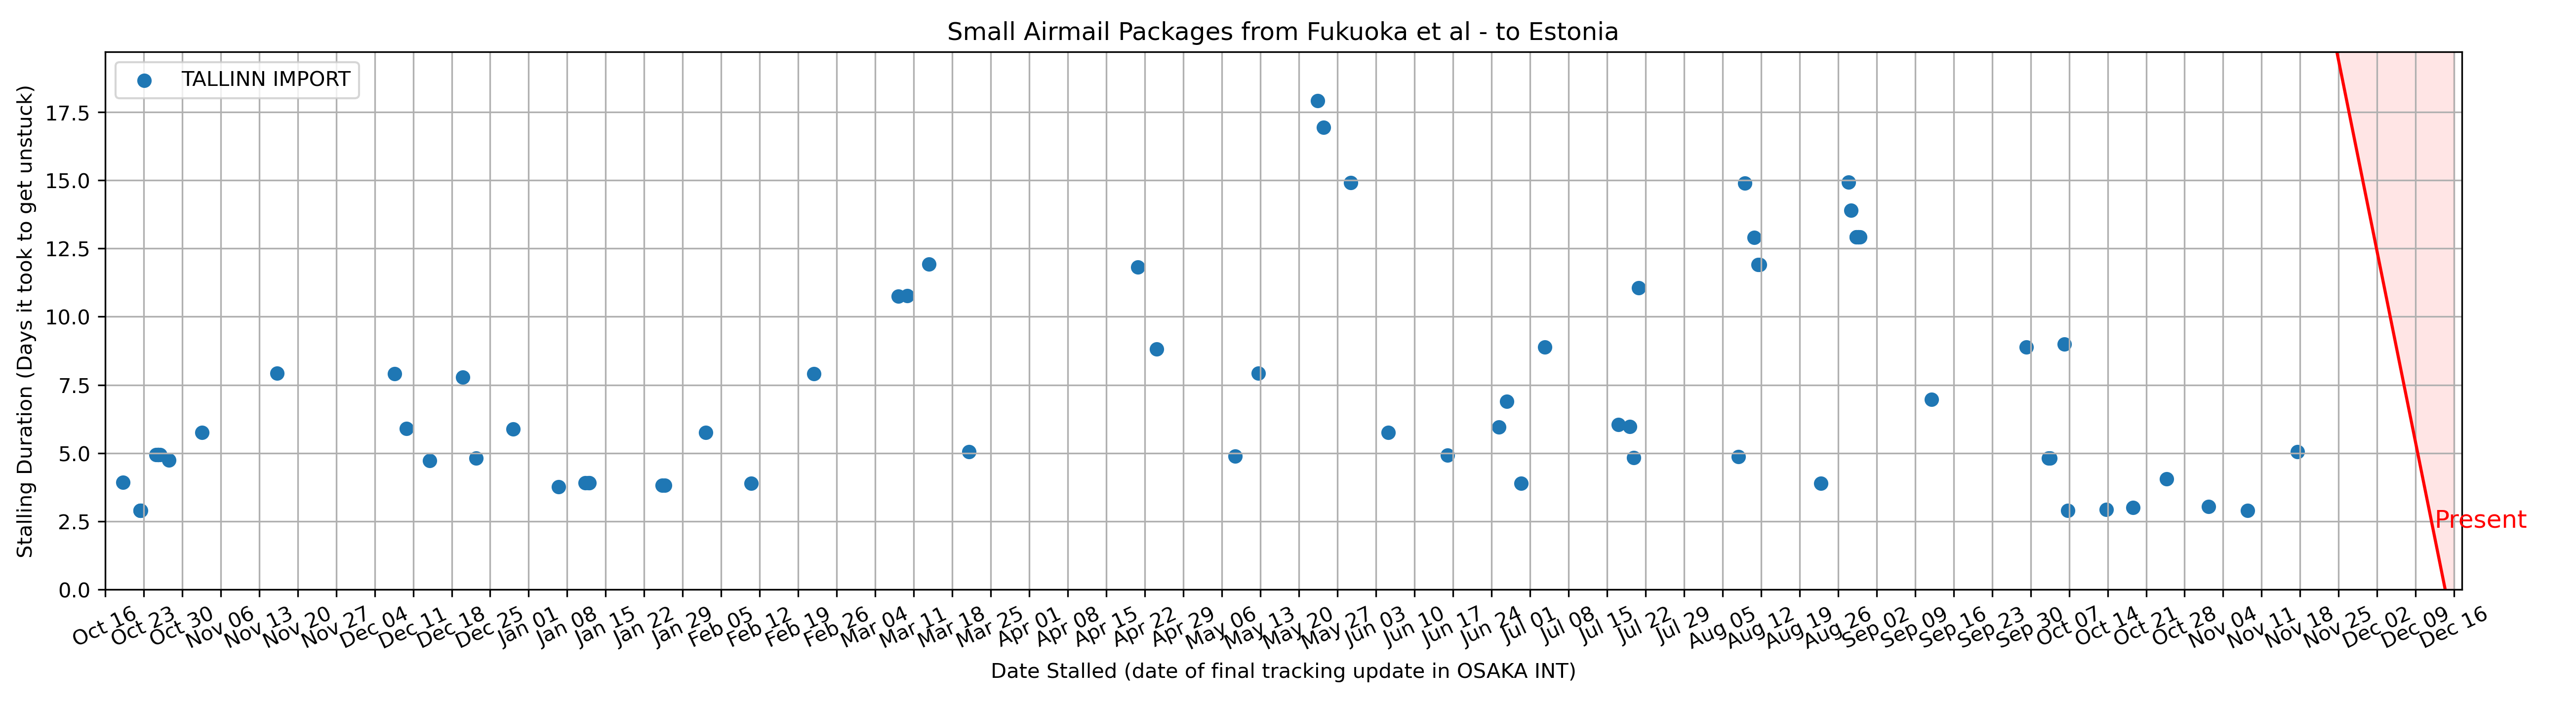 Small Airmail Packages from Fukuoka et al - to Estonia
TALLINN IMPORT
Stalling Duration (Days it took to get unstuck)
17.5
15.0
12.5
10.0
7.5
5.0
2.5
0.0
Present
Oct 16 Oct 23 Oct 30 Nov 06 Nov 13 Nov 20 Nov 27 Dec 04 Dec 11 Dec 18 Dec 25 Jan 01 Jan 08 Jan 15 Jan 22 Jan 29 Feb 05 Feb 12 Feb 19 Feb 26 Mar 04 Mar 11 Mar 18 Mar 25 Apr 01 Apr 08 Apr 15 Apr 22 Apr 29 May 06 May 13 May 20 May 27 Jun 03 Jun 10 Jun 17 Jun 24 Jul 01 Jul 08 Jul 15 Jul 22 Jul 29 Aug 05 Aug 12 Aug 19 Aug 26 Sep 02 Sep 09 Sep 16 Sep 23 Sep 30 Oct 07 Oct 14 Oct 21 Oct 28 Nov 04 Nov 11 Nov 18 Nov 25 Dec 02 Dec 09 Dec 16
Date Stalled (date of final tracking update in OSAKA INT)